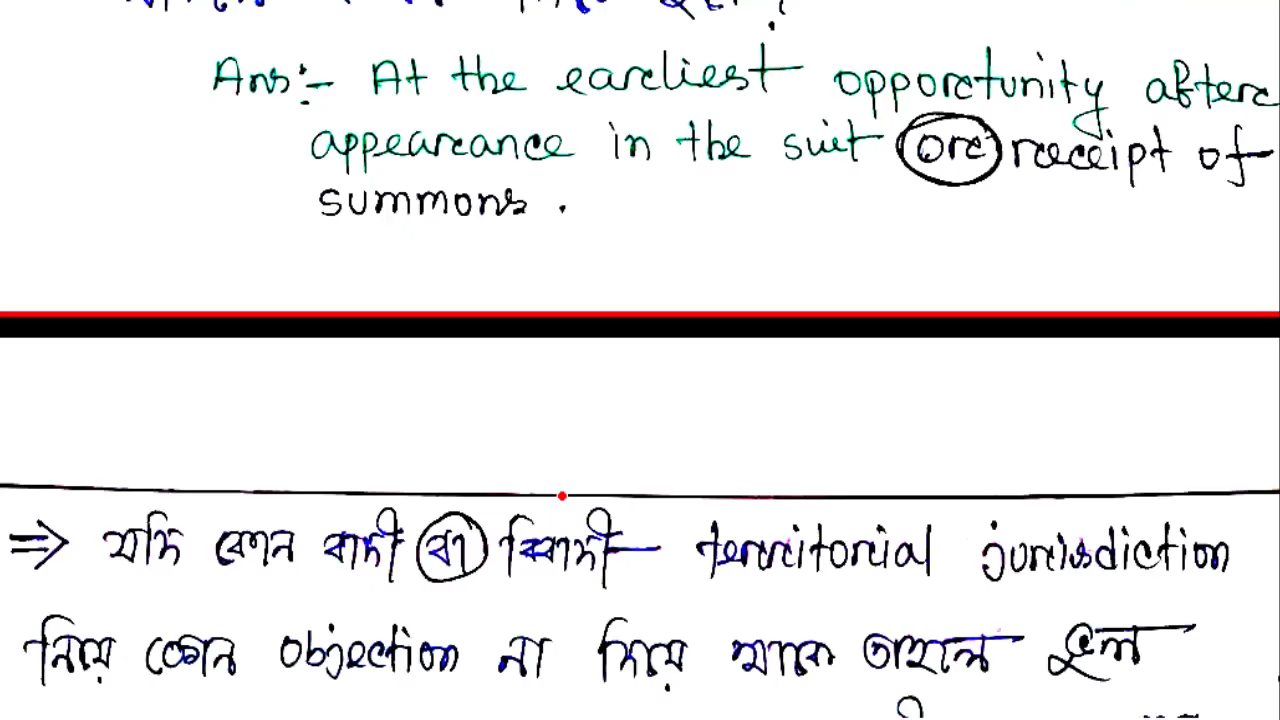 Ans:- At the earliest opportunity after
appearance in the suit or receipt of
summons.
⇒ যদি কোন বাদী বা বিবাদী territorial jurisdiction
নিয়ে কোন objection না দিয়ে থাকে তাহলে ভুল